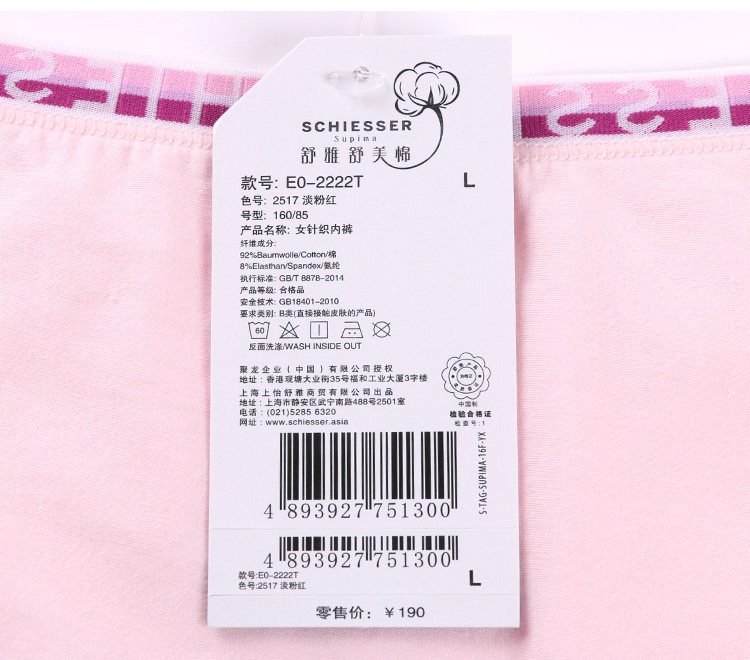 SCHIESSER
Supima
舒雅舒美棉
款号: E0-2222T L
色号: 2517 淡粉红
号型: 160/85
产品名称: 女针织内裤
纤维成分:
92%Baumwolle/Cotton/棉
8%Elasthan/Spandex/氨纶
执行标准: GB/T 8878-2014
产品等级: 合格品
安全技术: GB18401-2010
要求类别: B类(直接接触皮肤的产品)
60
反面洗涤/WASH INSIDE OUT
聚龙企业（中国）有限公司授权
地址：香港观塘大业街35号福和工业大厦3字楼
上海上怡舒雅商贸有限公司出品
地址：上海市静安区武宁南路488号2501室
电话：(021)5285 6320
网址：www.schiesser.asia
合格证
中国制
检验合格证
检查号: 1
S-TAG-SUPIMA-16F-YX
4 893927 751300
4 893927 751300
款号:E0-2222T
色号:2517 淡粉红 L
零售价：￥190